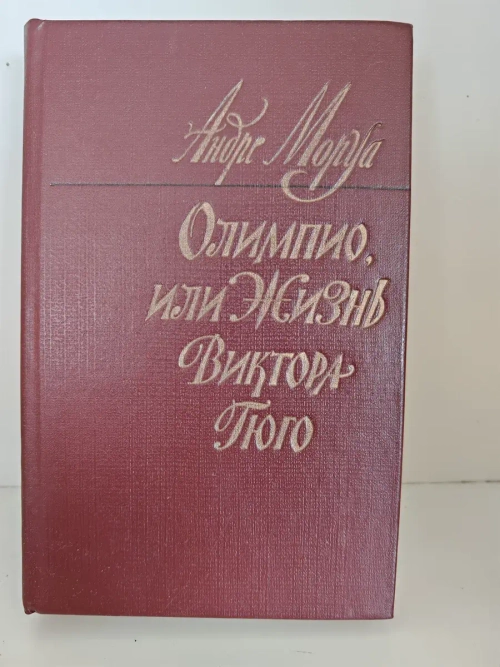 Андре Моруа
Олимпио,
или Жизнь
Виктора
Гюго